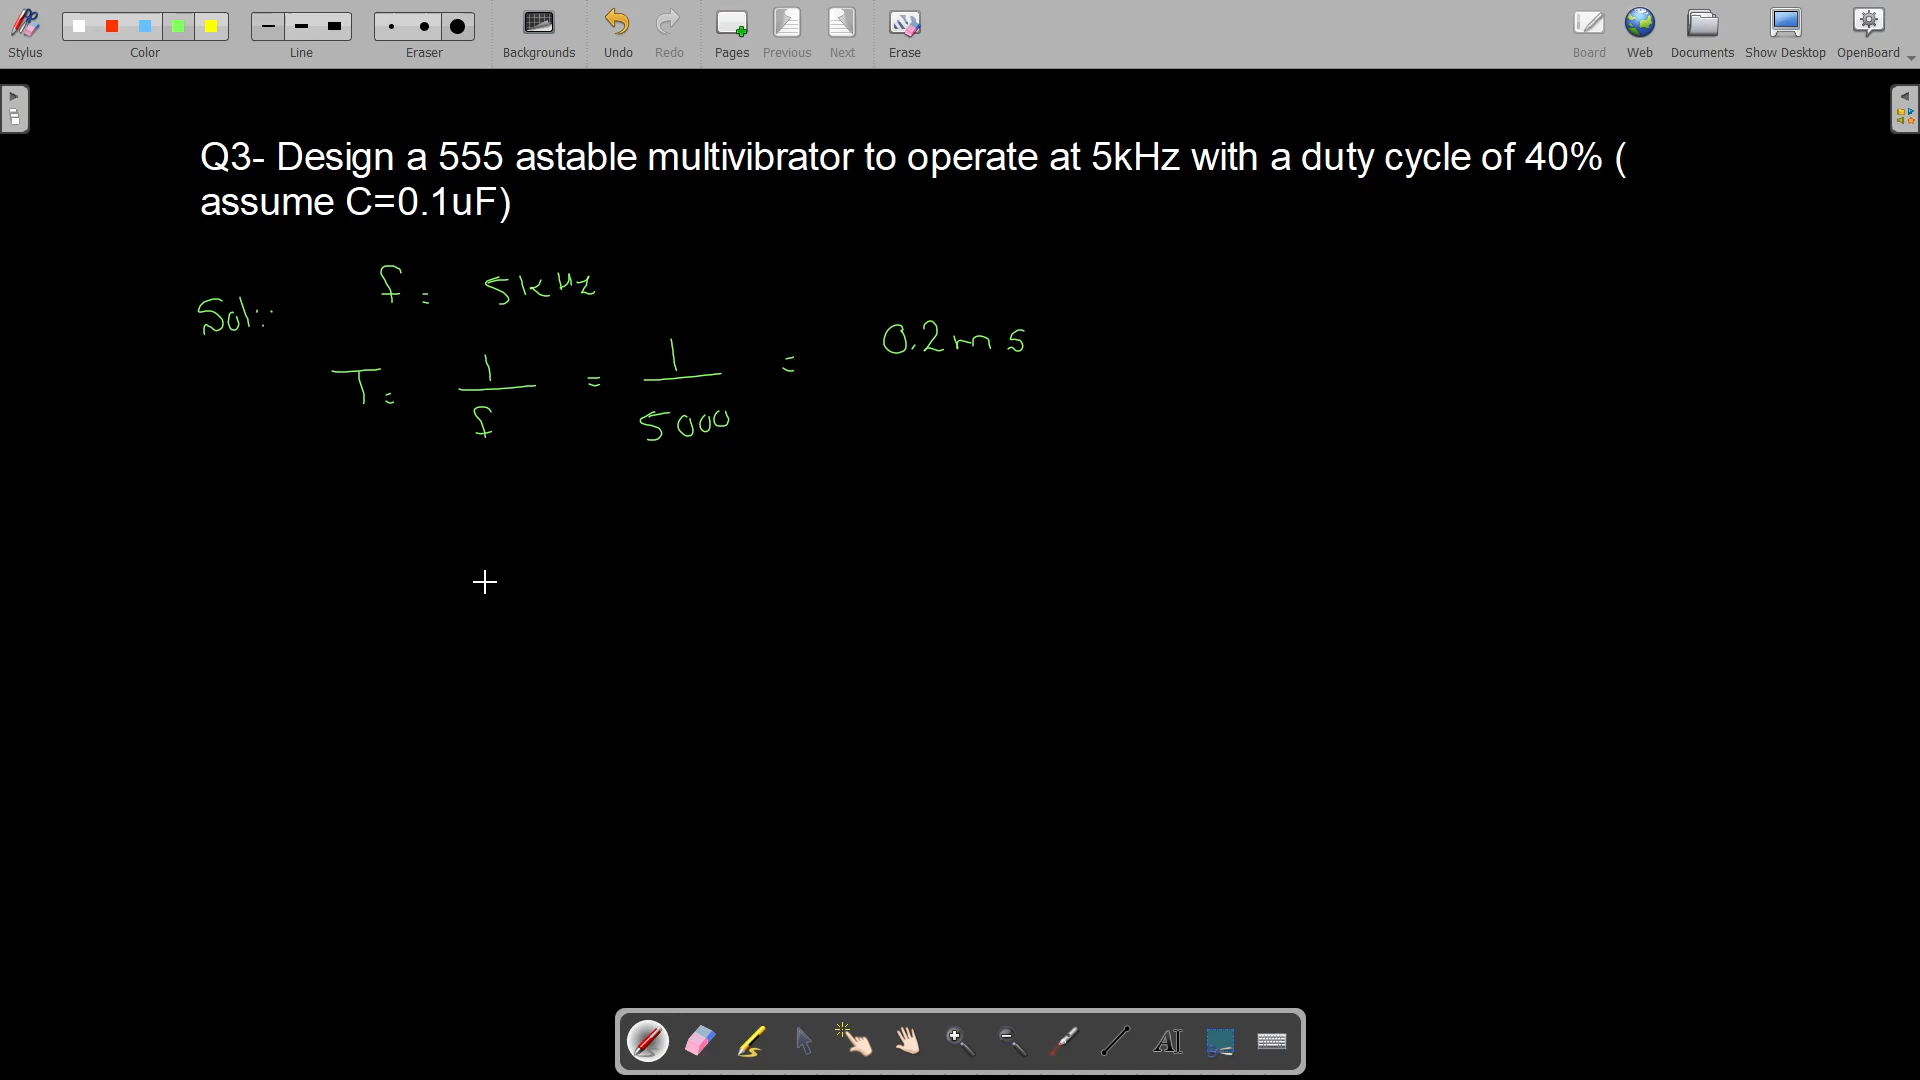 Stylus Color Line Eraser Backgrounds Undo Redo Pages Previous Next Erase Board Web Documents Show Desktop OpenBoard
Q3- Design a 555 astable multivibrator to operate at 5kHz with a duty cycle of 40% (
assume C=0.1uF)
Sol:- f = 5kHz
T = 1/f = 1/5000 = 0.2ms